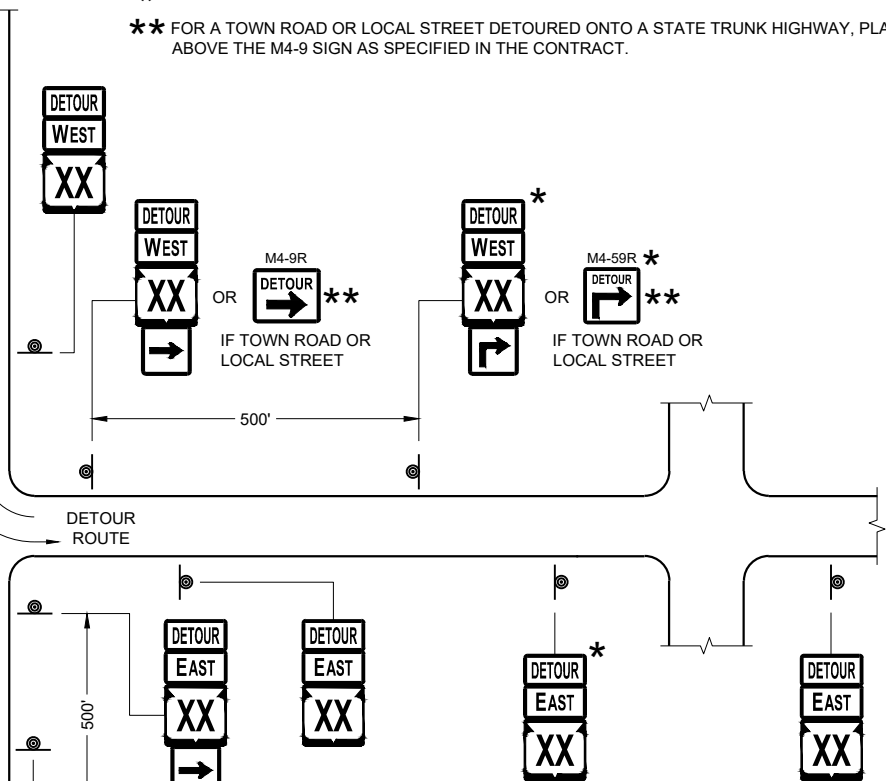 ** FOR A TOWN ROAD OR LOCAL STREET DETOURED ONTO A STATE TRUNK HIGHWAY,
ABOVE THE M4-9 SIGN AS SPECIFIED IN THE CONTRACT.
DETOUR
WEST
XX
DETOUR
WEST
XX
OR
M4-9R
DETOUR
**
IF TOWN ROAD OR
LOCAL STREET
DETOUR
*
WEST
XX
OR
M4-59R *
DETOUR
**
IF TOWN ROAD OR
LOCAL STREET
500'
DETOUR
ROUTE
500'
DETOUR
EAST
XX
DETOUR
EAST
XX
DETOUR
*
EAST
XX
DETOUR
EAST
XX